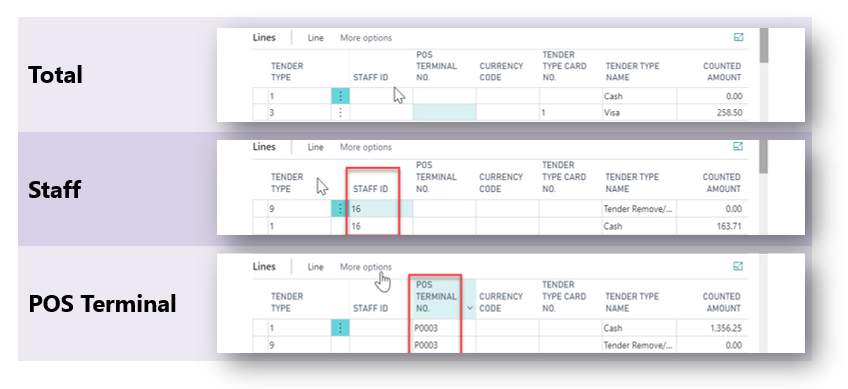 Total
Lines Line More options
TENDER TYPE STAFF ID POS TERMINAL NO. CURRENCY CODE TENDER TYPE CARD NO. TENDER TYPE NAME COUNTED AMOUNT
1 Cash 0.00
3 1 Visa 258.50
Staff
Lines Line More options
TENDER TYPE STAFF ID POS TERMINAL NO. CURRENCY CODE TENDER TYPE CARD NO. TENDER TYPE NAME COUNTED AMOUNT
9 16 Tender Remove/... 0.00
1 16 Cash 163.71
POS Terminal
Lines Line More options
TENDER TYPE STAFF ID POS TERMINAL NO. CURRENCY CODE TENDER TYPE CARD NO. TENDER TYPE NAME COUNTED AMOUNT
1 P0003 Cash 1,356.25
9 P0003 Tender Remove/... 0.00